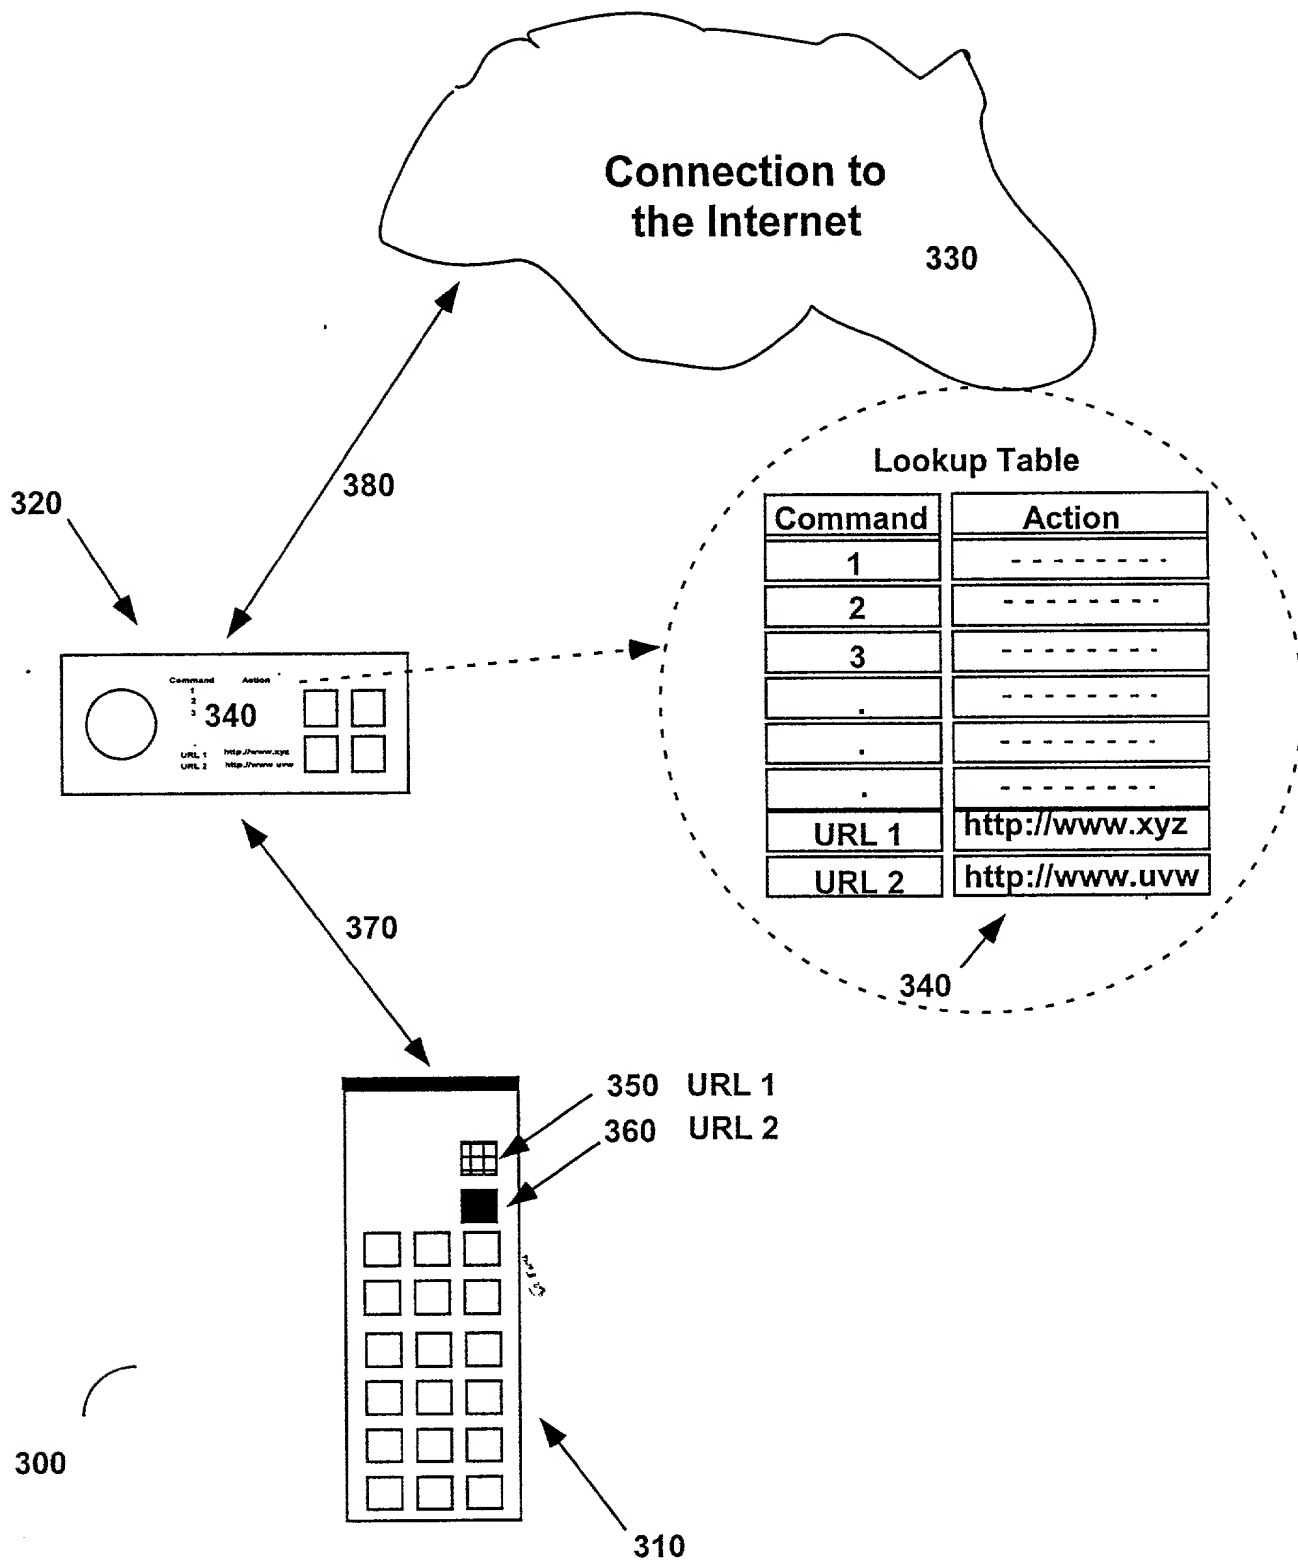 Connection to
the Internet
330
380
320
Lookup Table
Command Action
1 - - - - - - - -
2 - - - - - - - -
3 - - - - - - - -
. - - - - - - - -
. - - - - - - - -
. - - - - - - - -
URL 1 http://www.xyz
URL 2 http://www.uvw
340
Command Action
1
2
3
340
URL 1 http://www.xyz
URL 2 http://www uvw
370
350 URL 1
360 URL 2
300
310